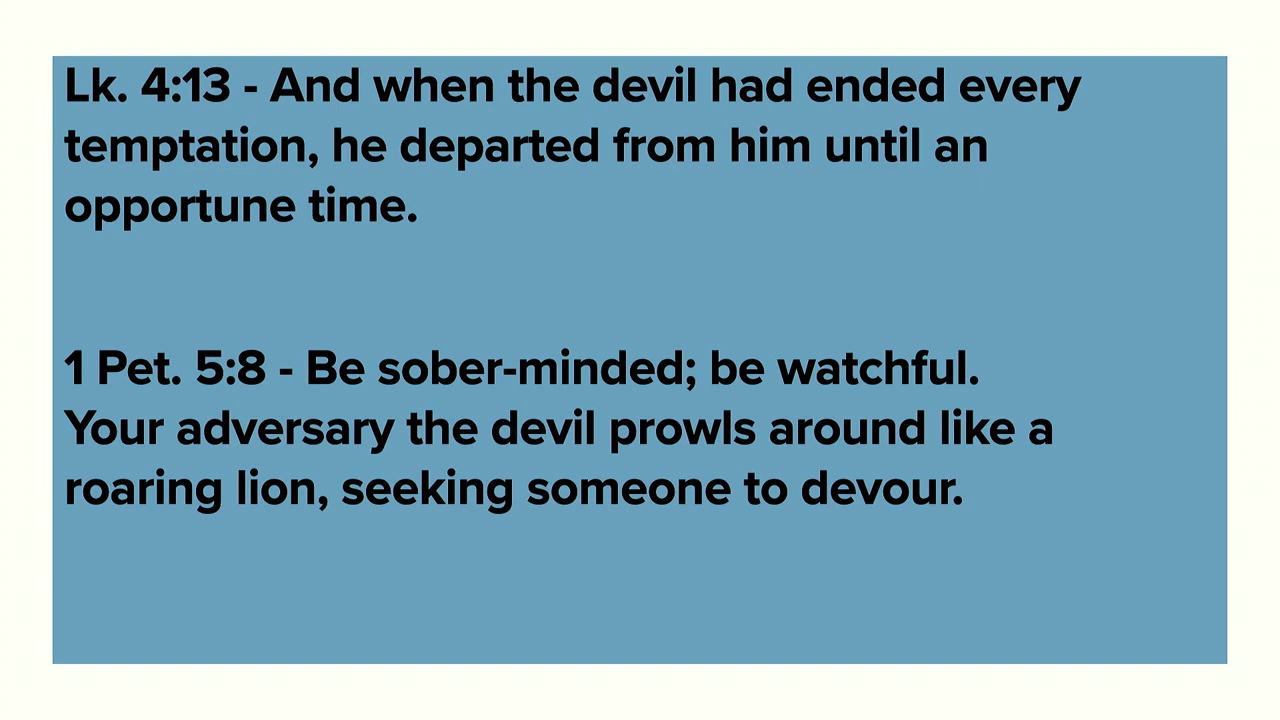 Lk. 4:13 - And when the devil had ended every
temptation, he departed from him until an
opportune time.
1 Pet. 5:8 - Be sober-minded; be watchful.
Your adversary the devil prowls around like a
roaring lion, seeking someone to devour.